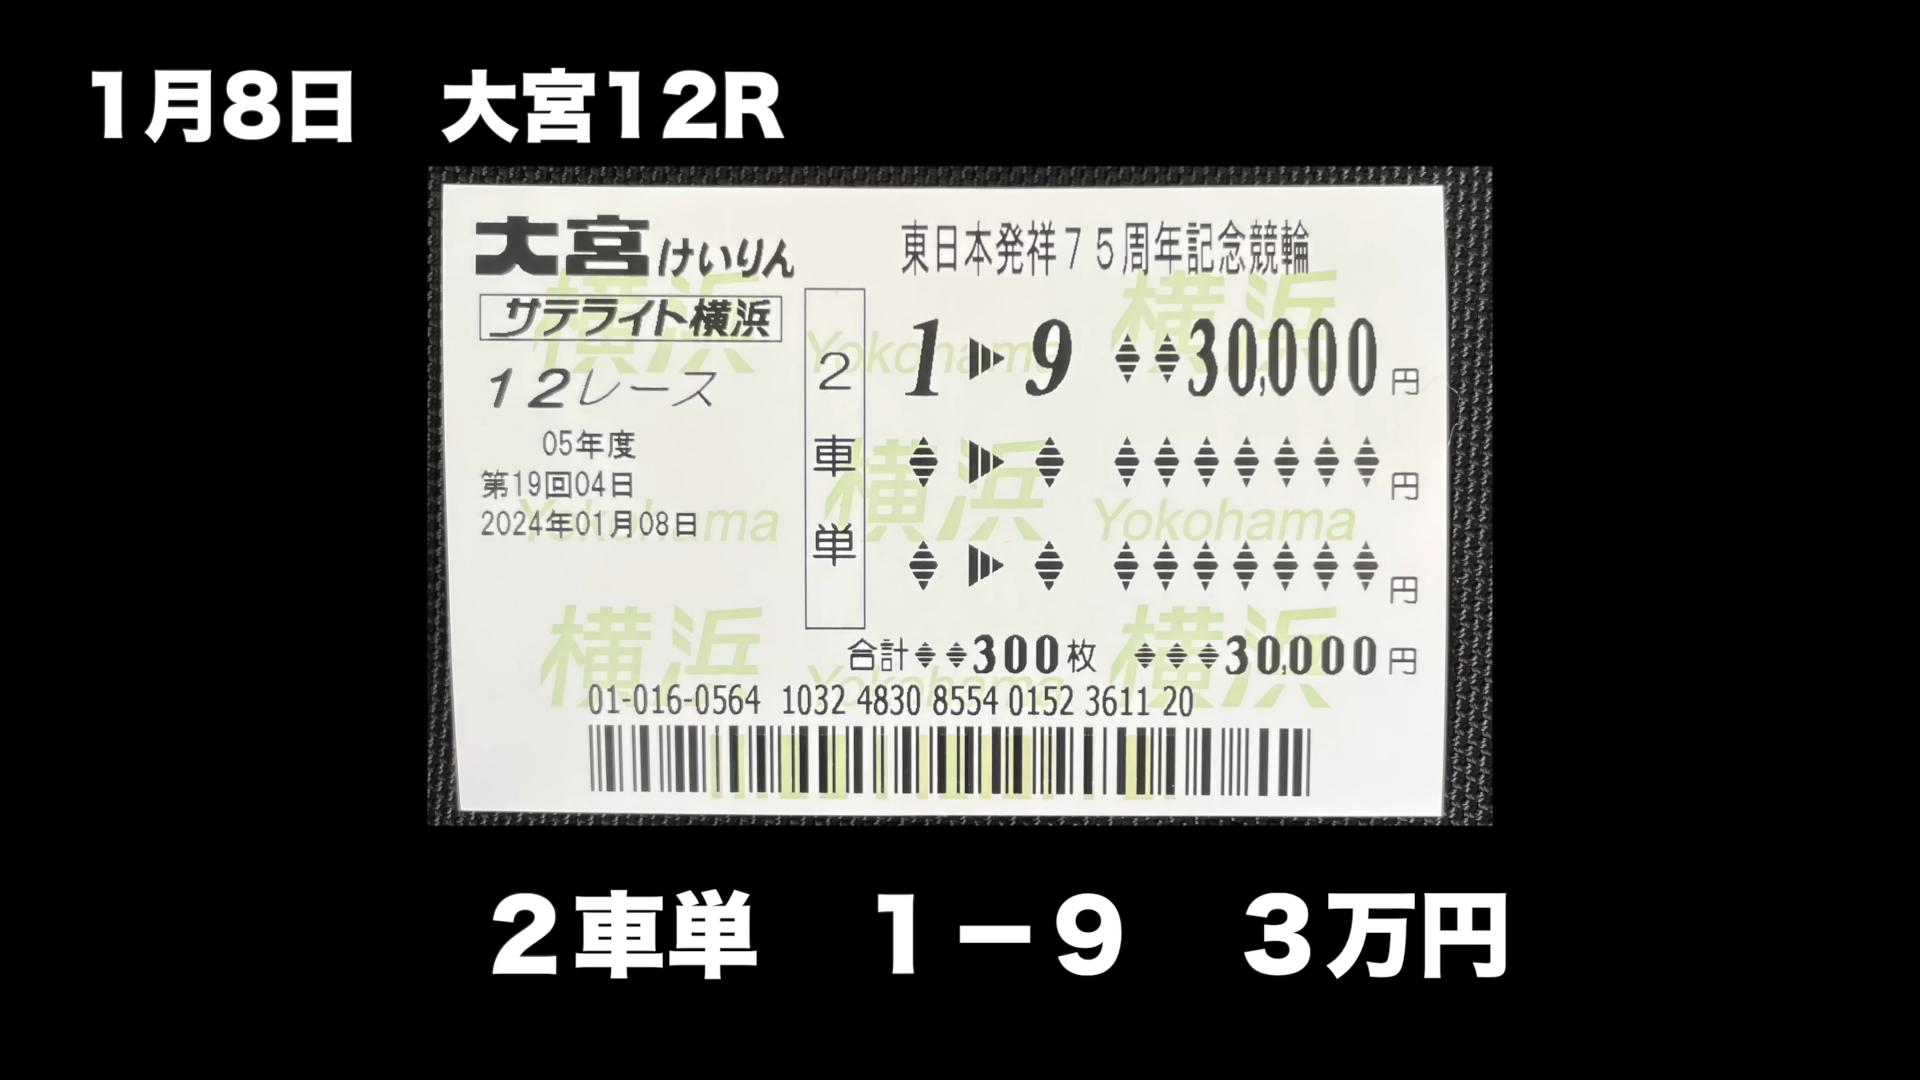 1月8日　大宮12R
大宮けいりん
東日本発祥７５周年記念競輪
サテライト横浜
12レース
05年度
第19回04日
2024年01月08日
２車単
1▶9 30,000円
▶ 円
▶ 円
合計 300枚 30,000円
01-016-0564 1032 4830 8554 0152 3611 20
横浜 Yokohama
２車単　１－９　３万円